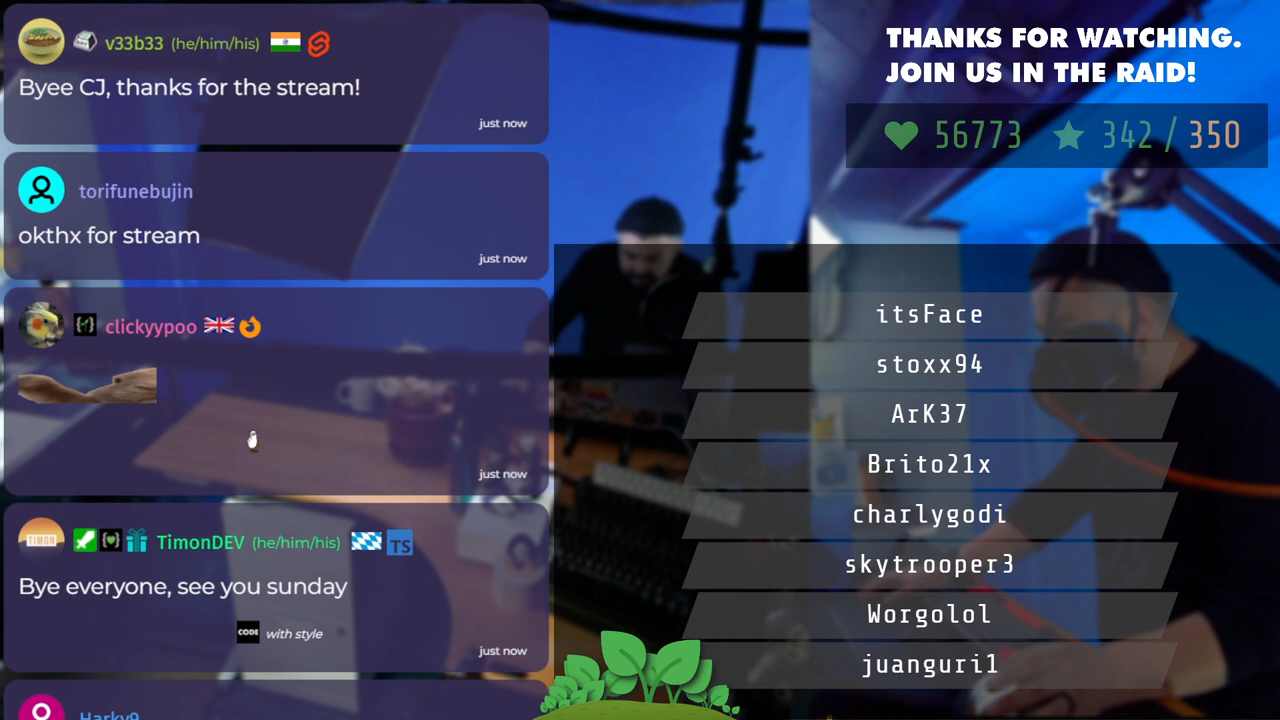 v33b33 (he/him/his)
Byee CJ, thanks for the stream!
just now
torifunebujin
okthx for stream
just now
clickyypoo
just now
TIMON
TimonDEV (he/him/his) TS
Bye everyone, see you sunday
CODE with style
just now
Harky9
THANKS FOR WATCHING.
JOIN US IN THE RAID!
56773 342 / 350
itsFace
stoxx94
ArK37
Brito21x
charlygodi
skytrooper3
Worgolol
juanguri1